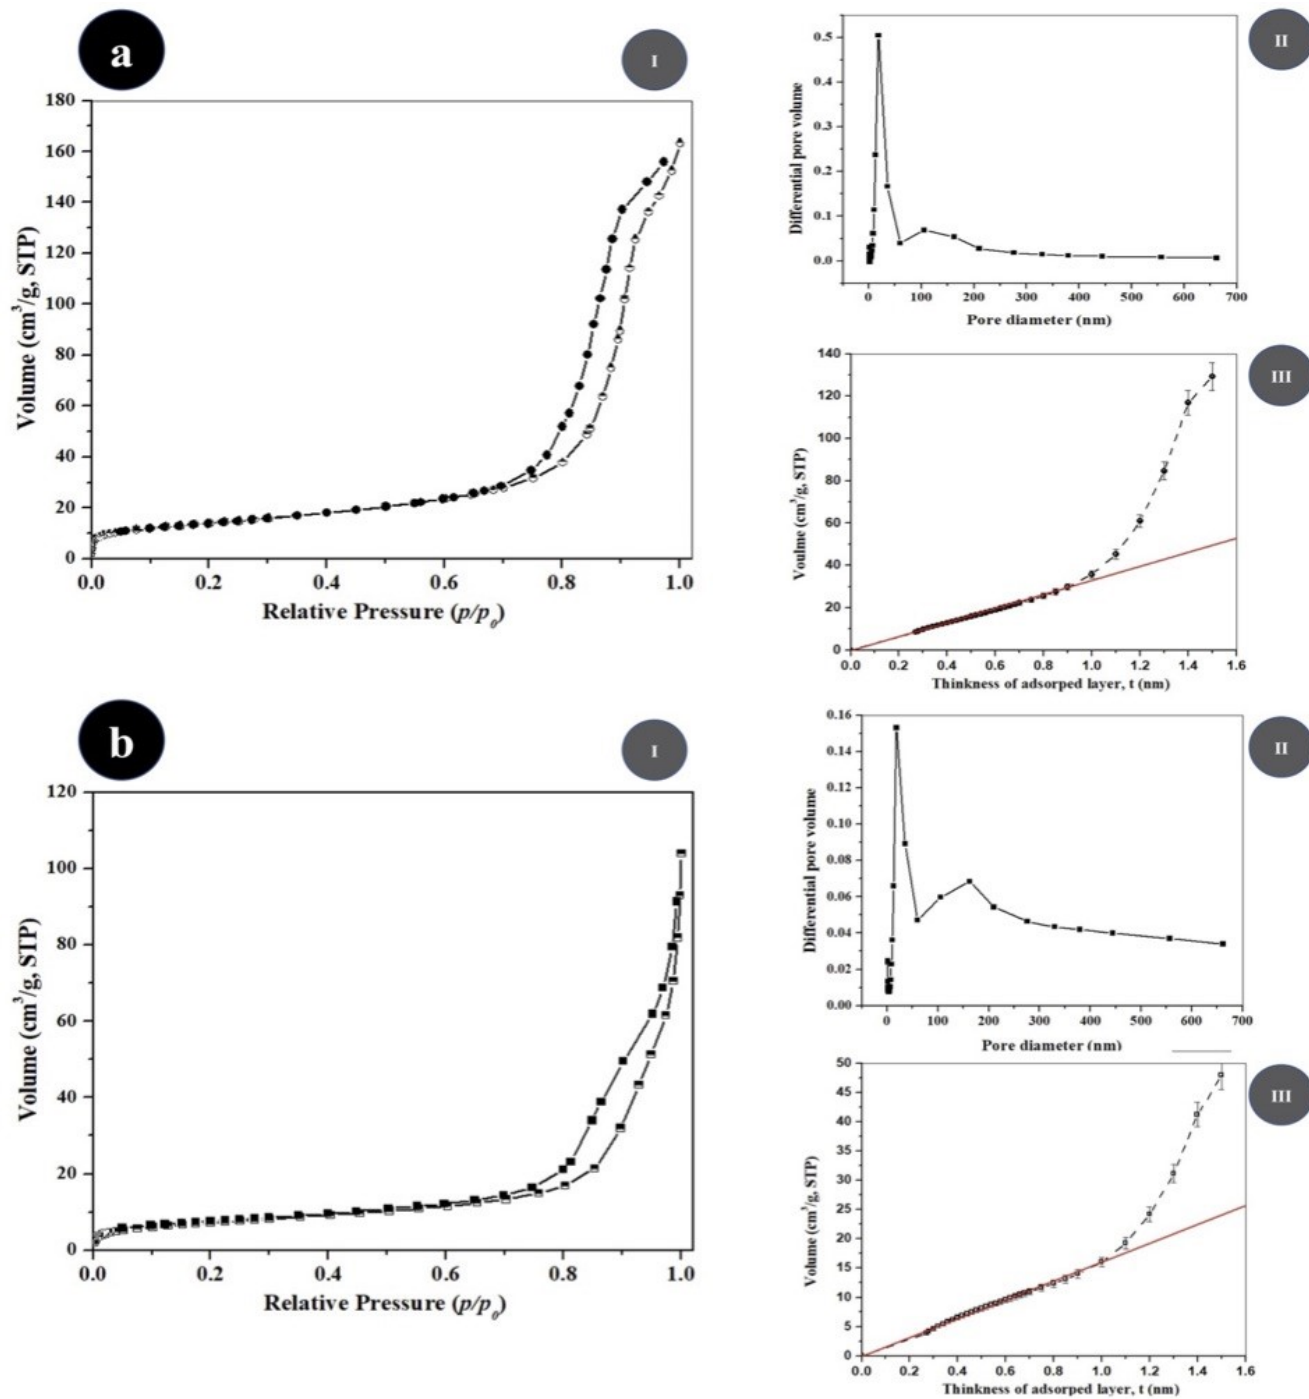 a
I
180
160
140
120
100
80
60
40
20
0
0.0 0.2 0.4 0.6 0.8 1.0
Volume (cm³/g, STP)
Relative Pressure (p/p₀)
II
0.5
0.4
0.3
0.2
0.1
0.0
0 100 200 300 400 500 600 700
Differential pore volume
Pore diameter (nm)
III
140
120
100
80
60
40
20
0
0.0 0.2 0.4 0.6 0.8 1.0 1.2 1.4 1.6
Voulme (cm³/g, STP)
Thinkness of adsorped layer, t (nm)
b
I
120
100
80
60
40
20
0
0.0 0.2 0.4 0.6 0.8 1.0
Volume (cm³/g, STP)
Relative Pressure (p/p₀)
II
0.16
0.14
0.12
0.10
0.08
0.06
0.04
0.02
0.00
0 100 200 300 400 500 600 700
Differential pore volume
Pore diameter (nm)
III
50
45
40
35
30
25
20
15
10
5
0
0.0 0.2 0.4 0.6 0.8 1.0 1.2 1.4 1.6
Volume (cm³/g, STP)
Thinkness of adsorped layer, t (nm)